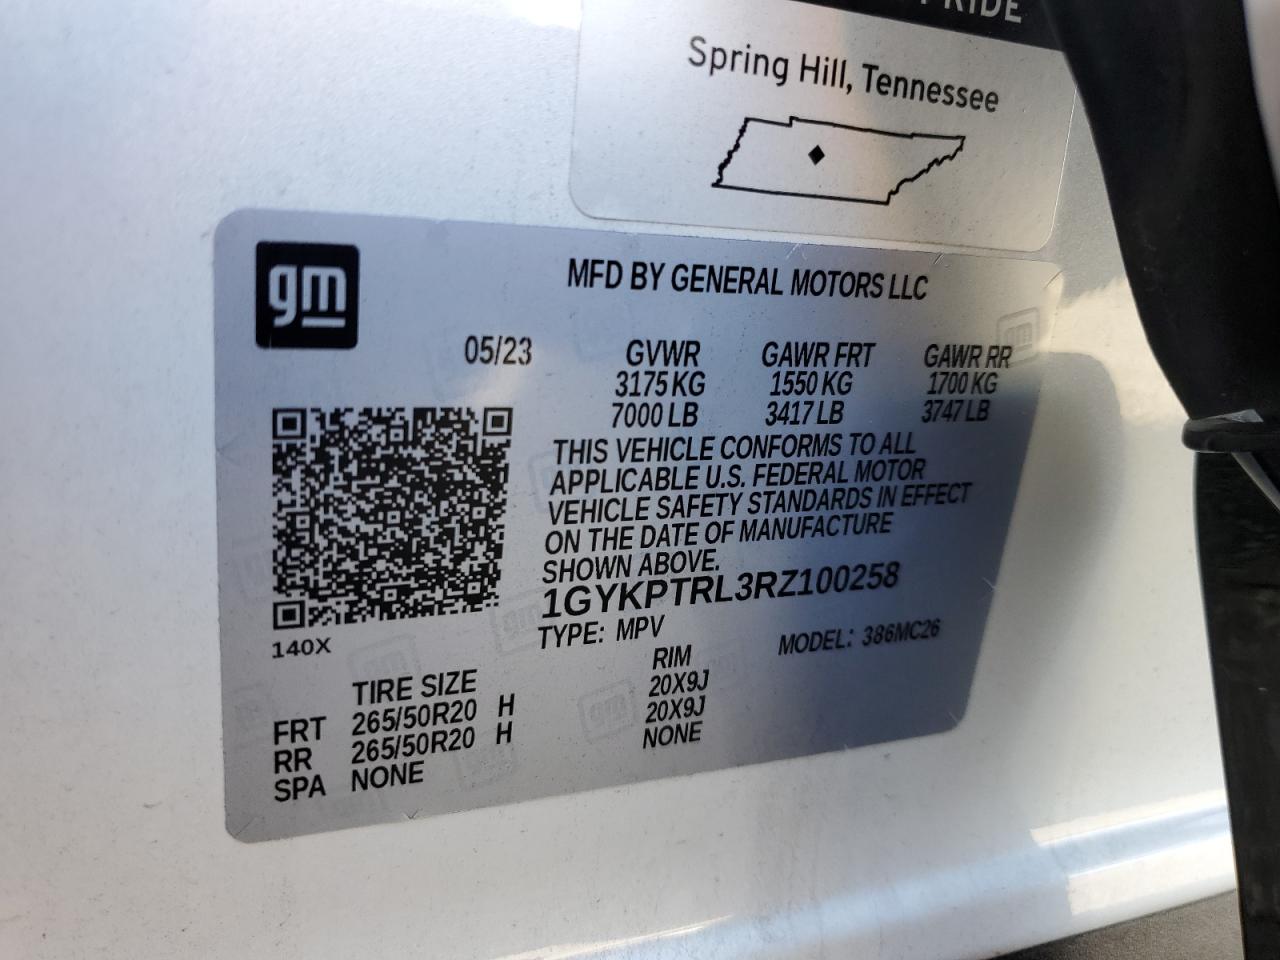 PRIDE
Spring Hill, Tennessee
gm
MFD BY GENERAL MOTORS LLC
05/23 GVWR GAWR FRT GAWR RR
3175 KG 1550 KG 1700 KG
7000 LB 3417 LB 3747 LB
THIS VEHICLE CONFORMS TO ALL
APPLICABLE U.S. FEDERAL MOTOR
VEHICLE SAFETY STANDARDS IN EFFECT
ON THE DATE OF MANUFACTURE
SHOWN ABOVE.
1GYKPTRL3RZ100258
TYPE: MPV MODEL: 386MC26
140X
TIRE SIZE RIM
FRT 265/50R20 H 20X9J
RR 265/50R20 H 20X9J
SPA NONE NONE